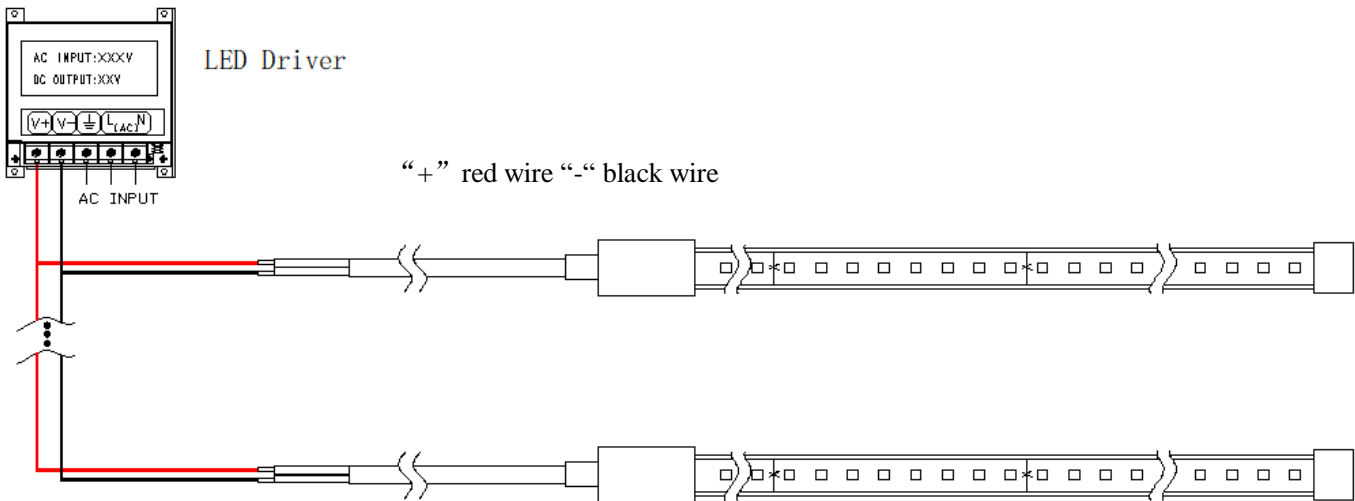 AC INPUT:XXXV
DC OUTPUT:XXV
LED Driver
V+ V- L(AC)N
AC INPUT
“+” red wire “-“ black wire